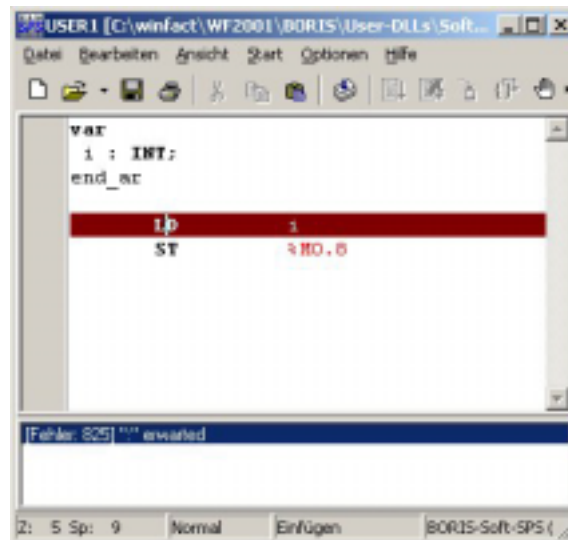 USER1 [C:\winfact\WF2001\BORIS\User-DLLs\Soft...
Datei Bearbeiten Ansicht Start Optionen Hilfe
var
i : INT;
end_ar
LD i
ST %M0.8
[Fehler: 825] ":" erwartet
Z: 5 Sp: 9 Normal Einfügen BORIS-Soft-SPS (